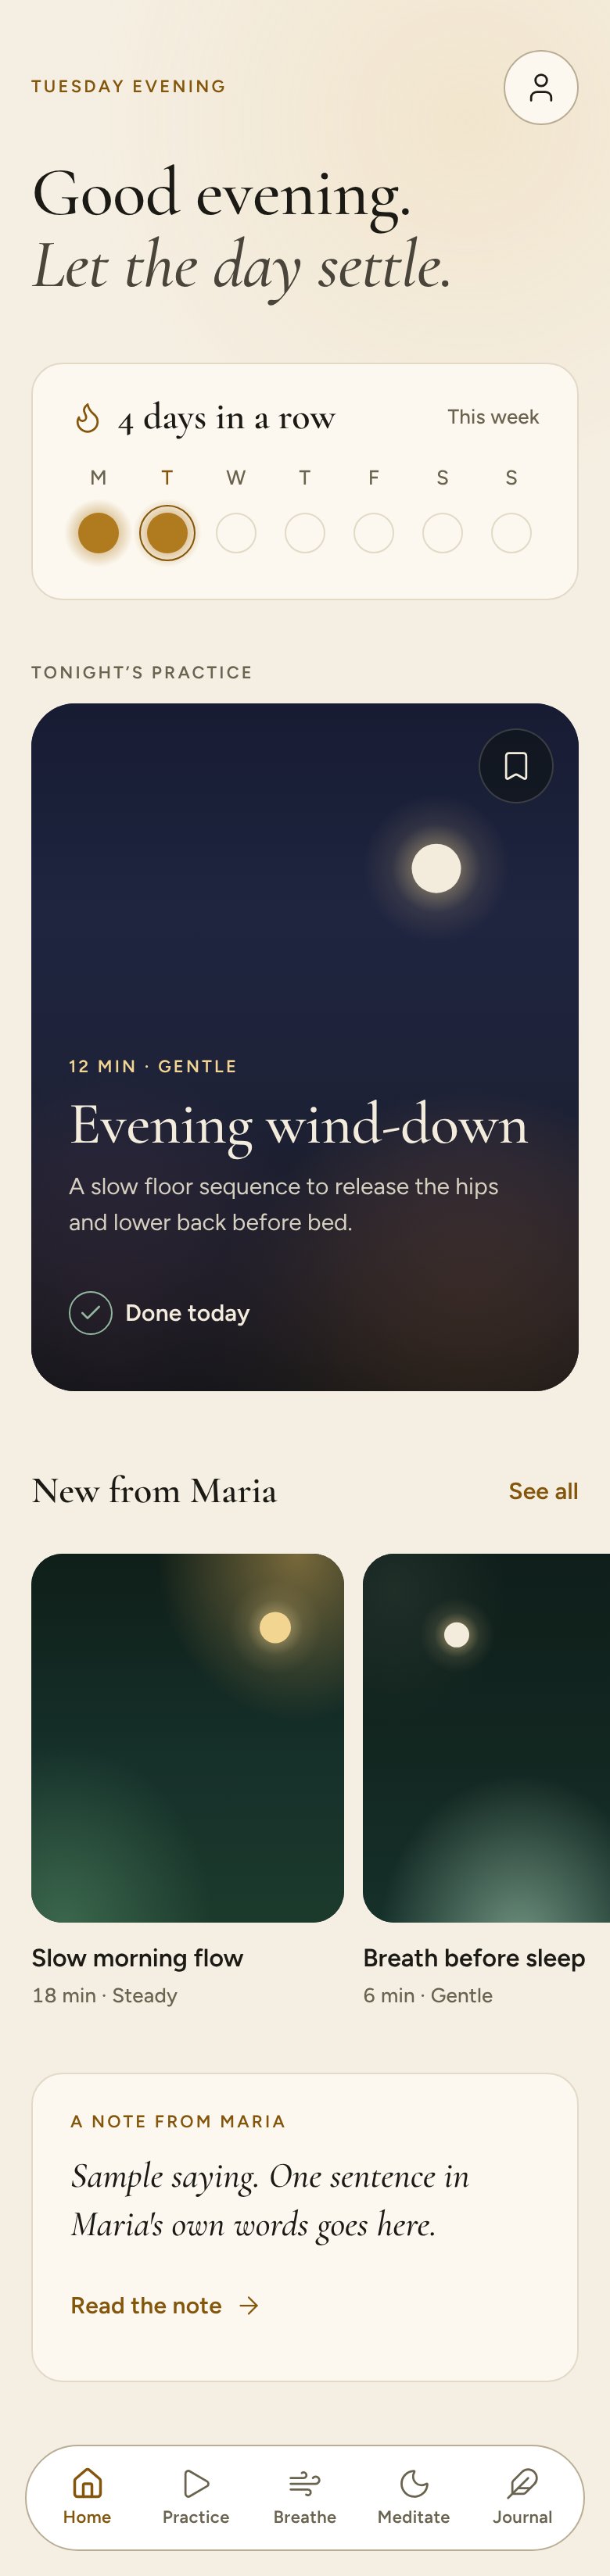 TUESDAY EVENING
Good evening.
Let the day settle.
4 days in a row
This week
M T W T F S S
TONIGHT’S PRACTICE
12 MIN · GENTLE
Evening wind-down
A slow floor sequence to release the hips
and lower back before bed.
Done today
New from Maria
See all
Slow morning flow
18 min · Steady
Breath before sleep
6 min · Gentle
A NOTE FROM MARIA
Sample saying. One sentence in
Maria's own words goes here.
Read the note
Home Practice Breathe Meditate Journal